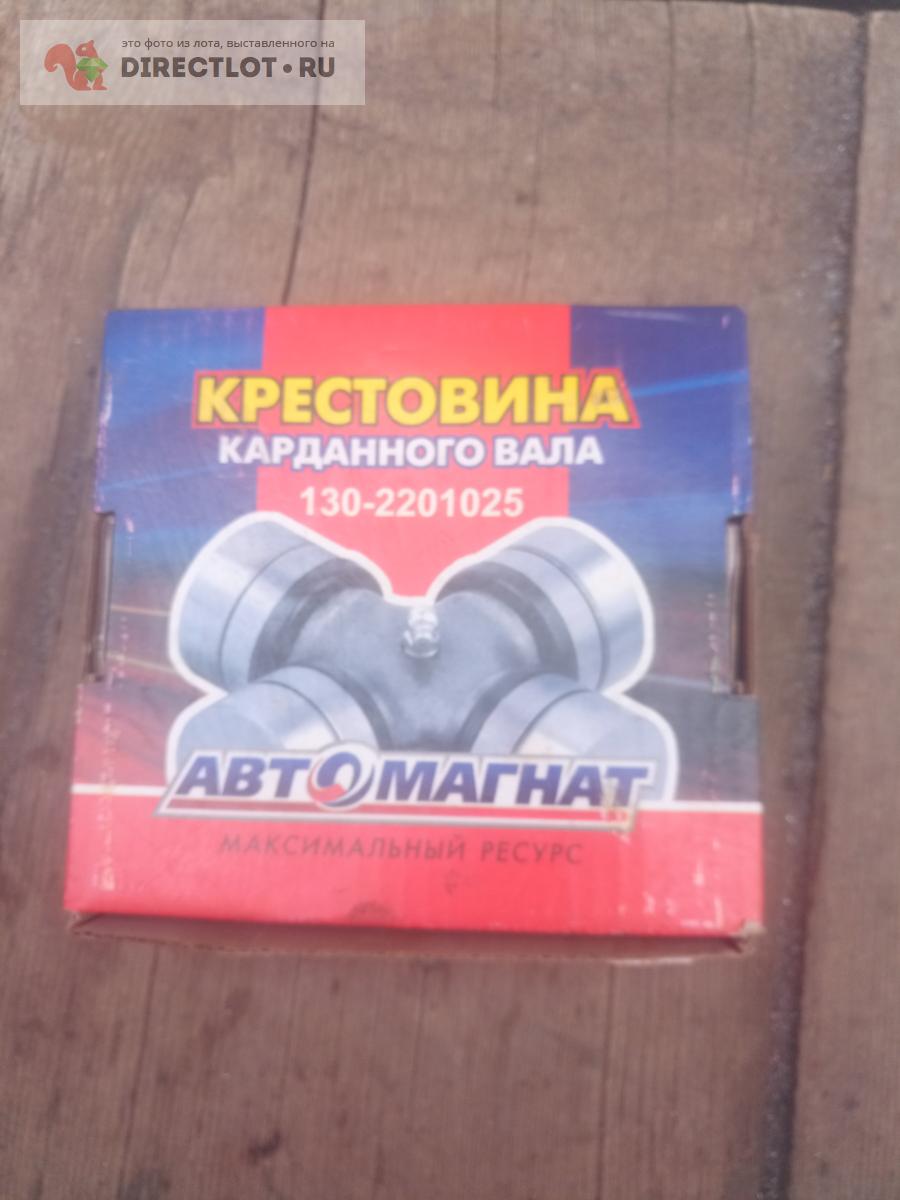 это фото из лота, выставленного на
DIRECTLOT•RU
КРЕСТОВИНА
КАРДАННОГО ВАЛА
130-2201025
АВТОМАГНАТ
МАКСИМАЛЬНЫЙ РЕСУРС